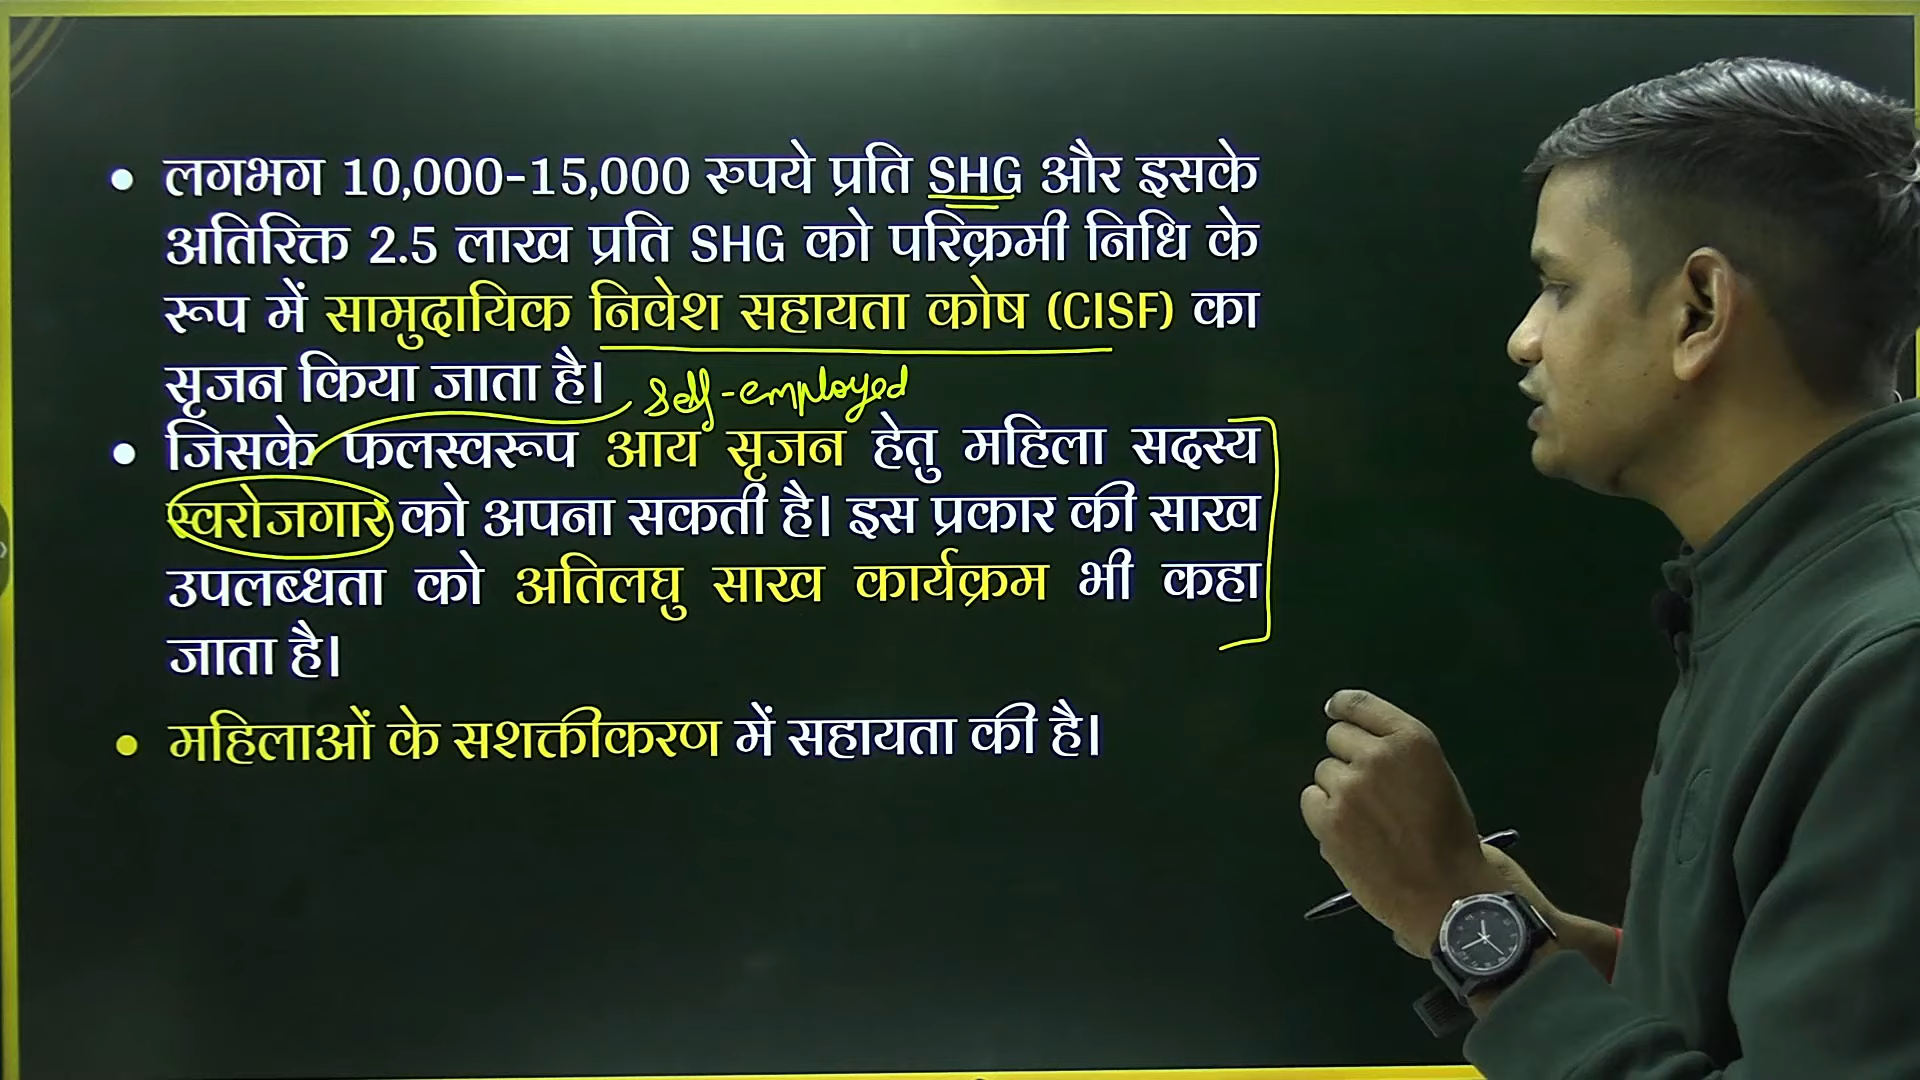 • लगभग 10,000-15,000 रुपये प्रति SHG और इसके
अतिरिक्त 2.5 लाख प्रति SHG को परिक्रमी निधि के
रूप में सामुदायिक निवेश सहायता कोष (CISF) का
सृजन किया जाता है।
self-employed
• जिसके फलस्वरूप आय सृजन हेतु महिला सदस्य
स्वरोजगार को अपना सकती है। इस प्रकार की साख
उपलब्धता को अतिलघु साख कार्यक्रम भी कहा
जाता है।
• महिलाओं के सशक्तीकरण में सहायता की है।